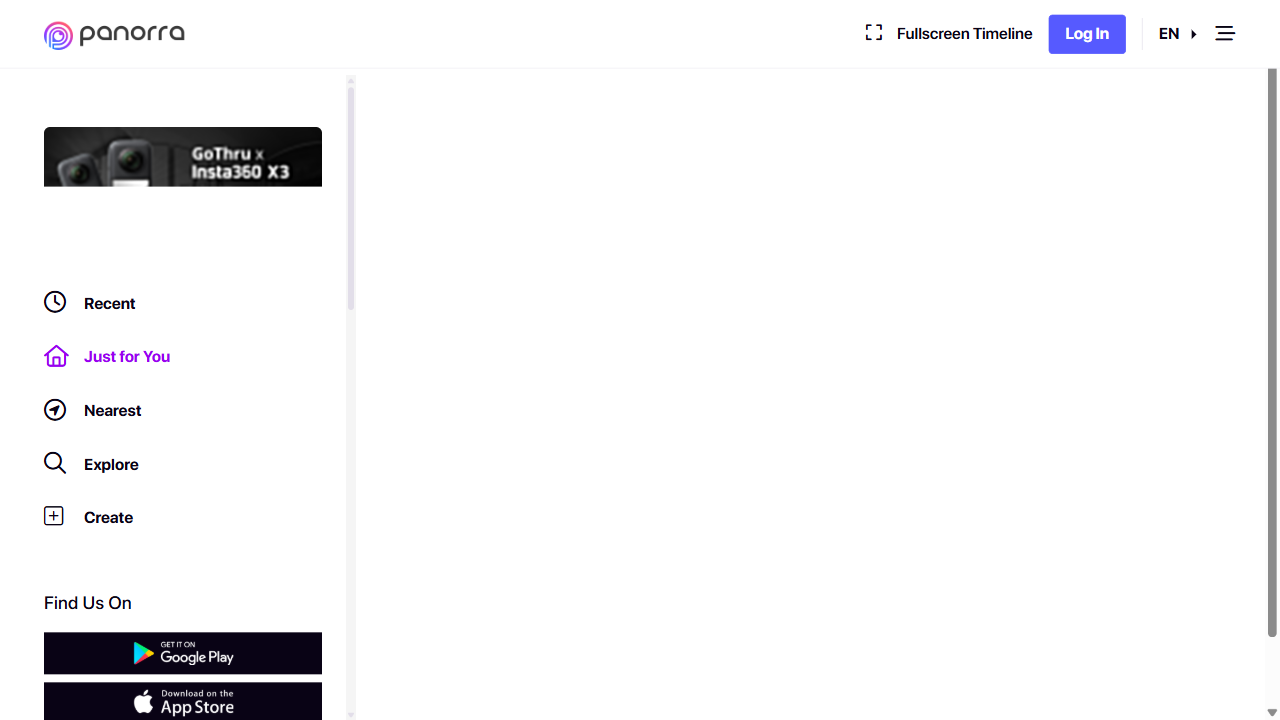 panorra
Fullscreen Timeline
Log In
EN
GoThru x
Insta360 X3
Recent
Just for You
Nearest
Explore
Create
Find Us On
GET IT ON
Google Play
Download on the
App Store